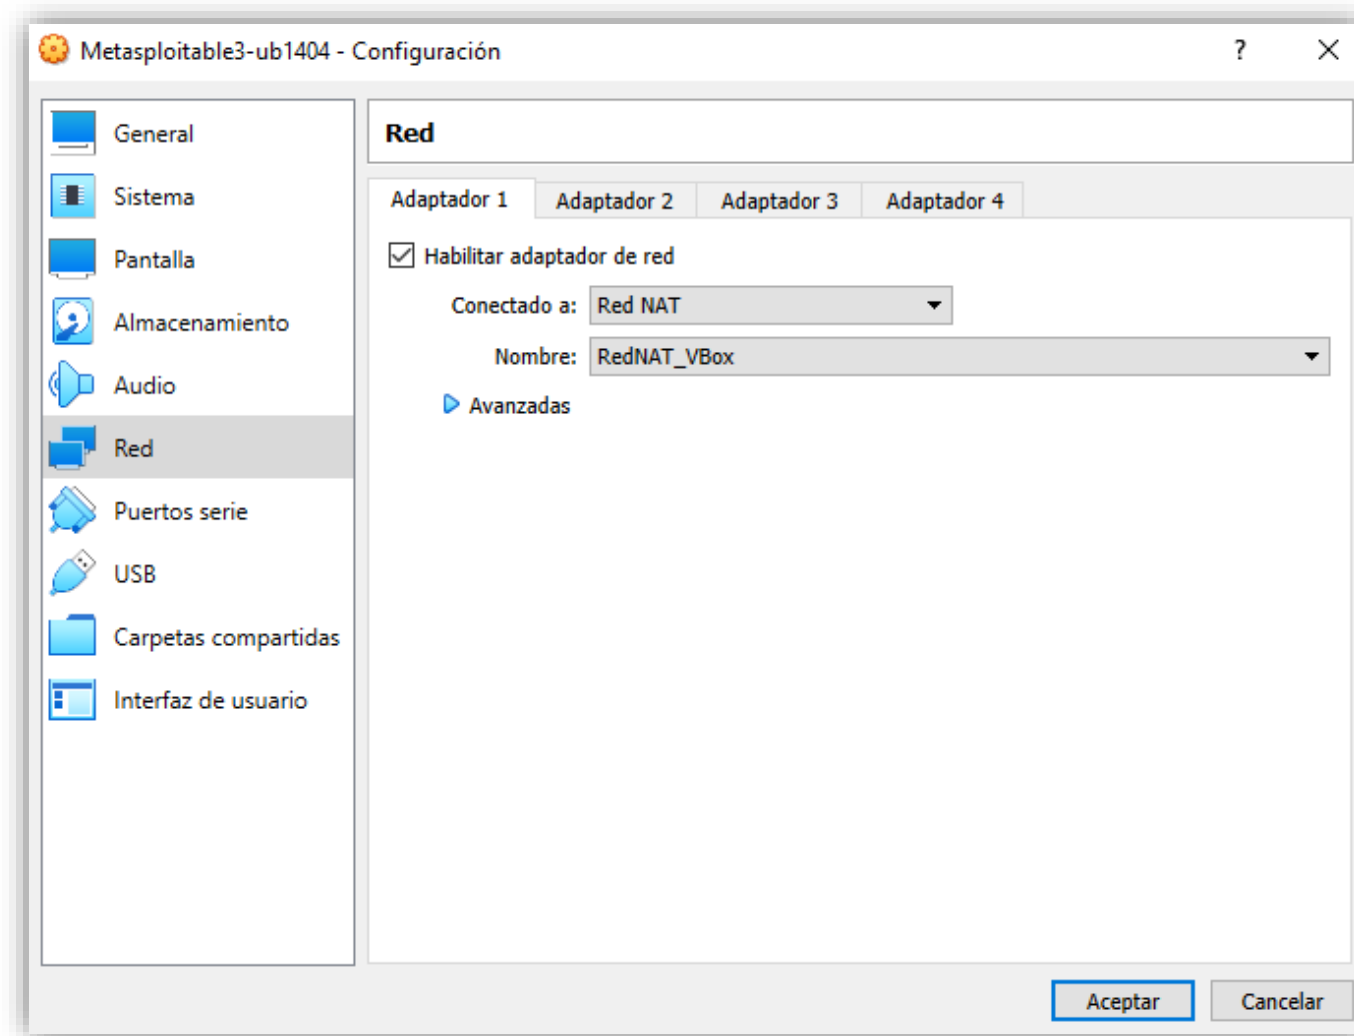 Metasploitable3-ub1404 - Configuración
?
General
Sistema
Pantalla
Almacenamiento
Audio
Red
Puertos serie
USB
Carpetas compartidas
Interfaz de usuario
Red
Adaptador 1 Adaptador 2 Adaptador 3 Adaptador 4
Habilitar adaptador de red
Conectado a: Red NAT
Nombre: RedNAT_VBox
Avanzadas
Aceptar Cancelar